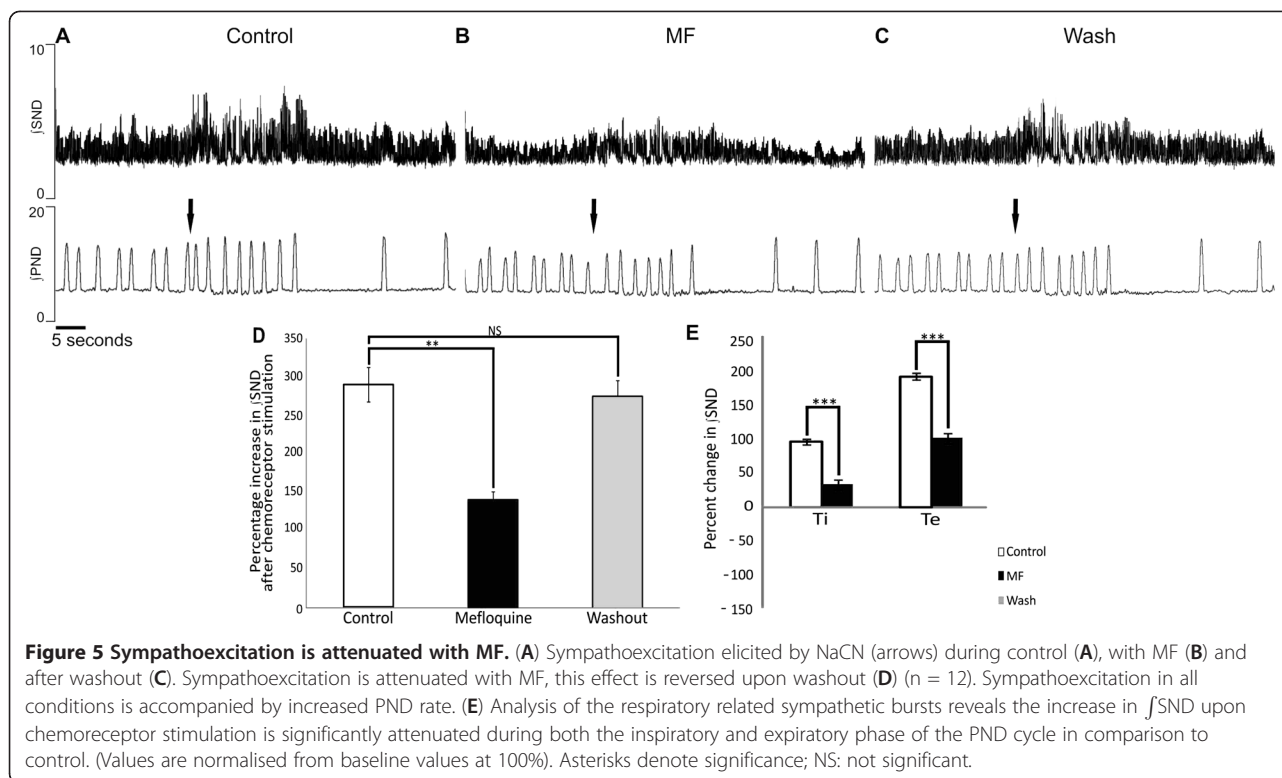 A Control B MF C Wash
10
∫SND
0
20
∫PND
0
5 seconds
D
350
300
250
200
150
100
50
0
Percentage increase in ∫SND
after chemoreceptor stimulation
NS
**
Control Mefloquine Washout
E
250
200
150
100
50
0
- 50
- 100
- 150
Percent change in ∫SND
***
***
Ti Te
Control
MF
Wash
Figure 5 Sympathoexcitation is attenuated with MF. (A) Sympathoexcitation elicited by NaCN (arrows) during control (A), with MF (B) and
after washout (C). Sympathoexcitation is attenuated with MF, this effect is reversed upon washout (D) (n = 12). Sympathoexcitation in all
conditions is accompanied by increased PND rate. (E) Analysis of the respiratory related sympathetic bursts reveals the increase in ∫SND upon
chemoreceptor stimulation is significantly attenuated during both the inspiratory and expiratory phase of the PND cycle in comparison to
control. (Values are normalised from baseline values at 100%). Asterisks denote significance; NS: not significant.